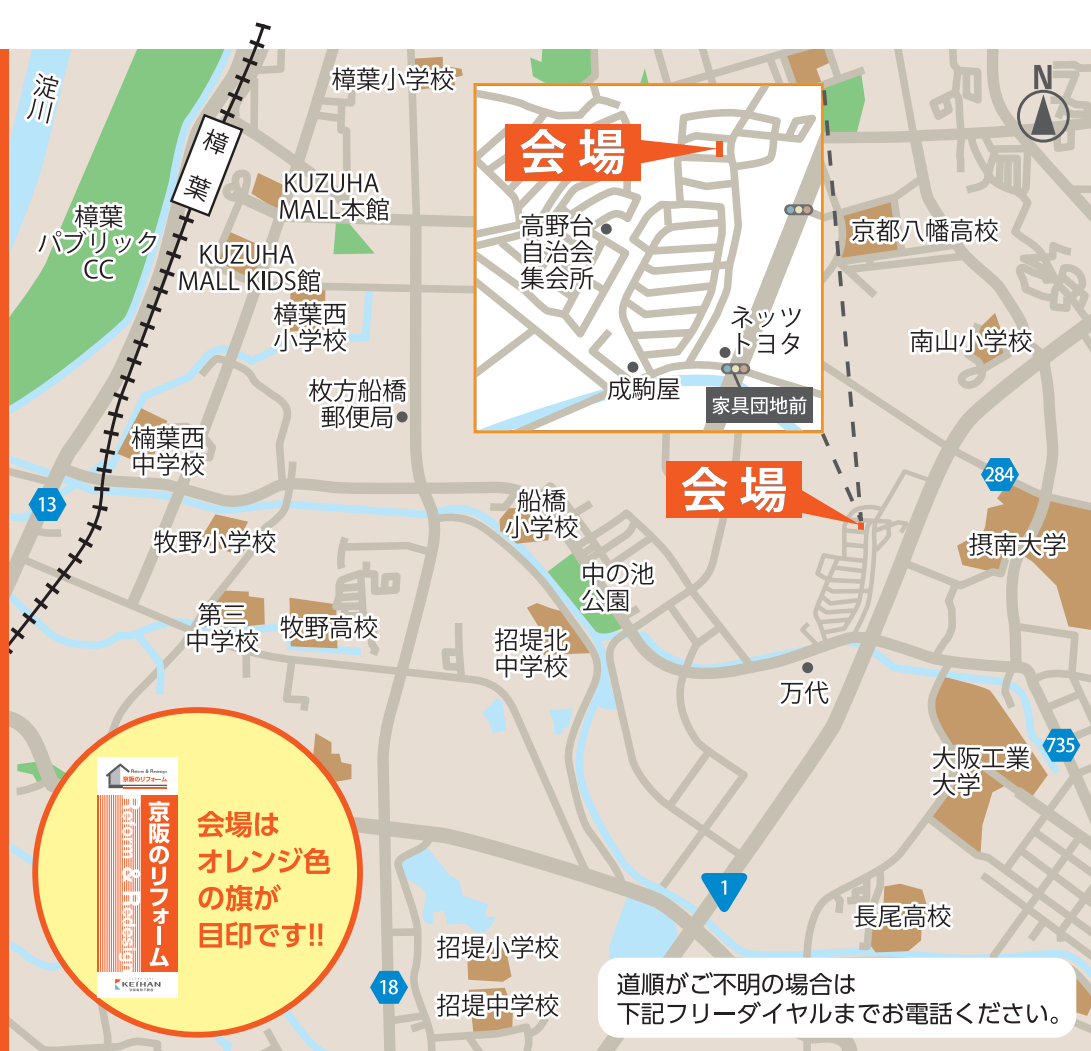 淀川
樟葉小学校
N
樟葉
KUZUHA
MALL本館
樟葉
パブリック
CC
KUZUHA
MALL KIDS館
樟葉西
小学校
会場
高野台
自治会
集会所
ネッツ
トヨタ
成駒屋
家具団地前
京都八幡高校
南山小学校
枚方船橋
郵便局
楠葉西
中学校
13
会場
284
船橋
小学校
摂南大学
牧野小学校
中の池
公園
第三
中学校
牧野高校
招堤北
中学校
万代
735
大阪工業
大学
Reform & Redesign
京阪のリフォーム
京阪のリフォーム
Reform & Redesign
KEIHAN
会場は
オレンジ色
の旗が
目印です!!
1
長尾高校
招堤小学校
18
招堤中学校
道順がご不明の場合は
下記フリーダイヤルまでお電話ください。